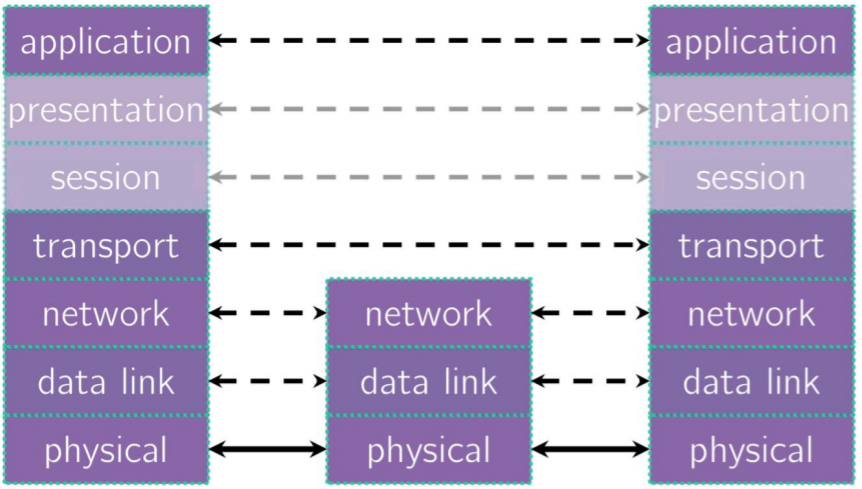 application
presentation
session
transport
network
data link
physical
network
data link
physical
application
presentation
session
transport
network
data link
physical